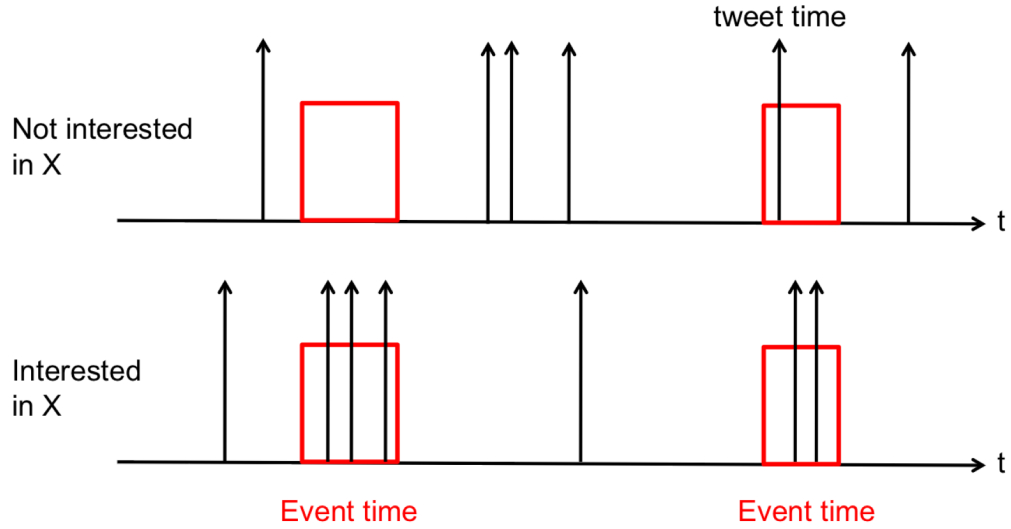 tweet time
Not interested
in X
t
Interested
in X
t
Event time
Event time